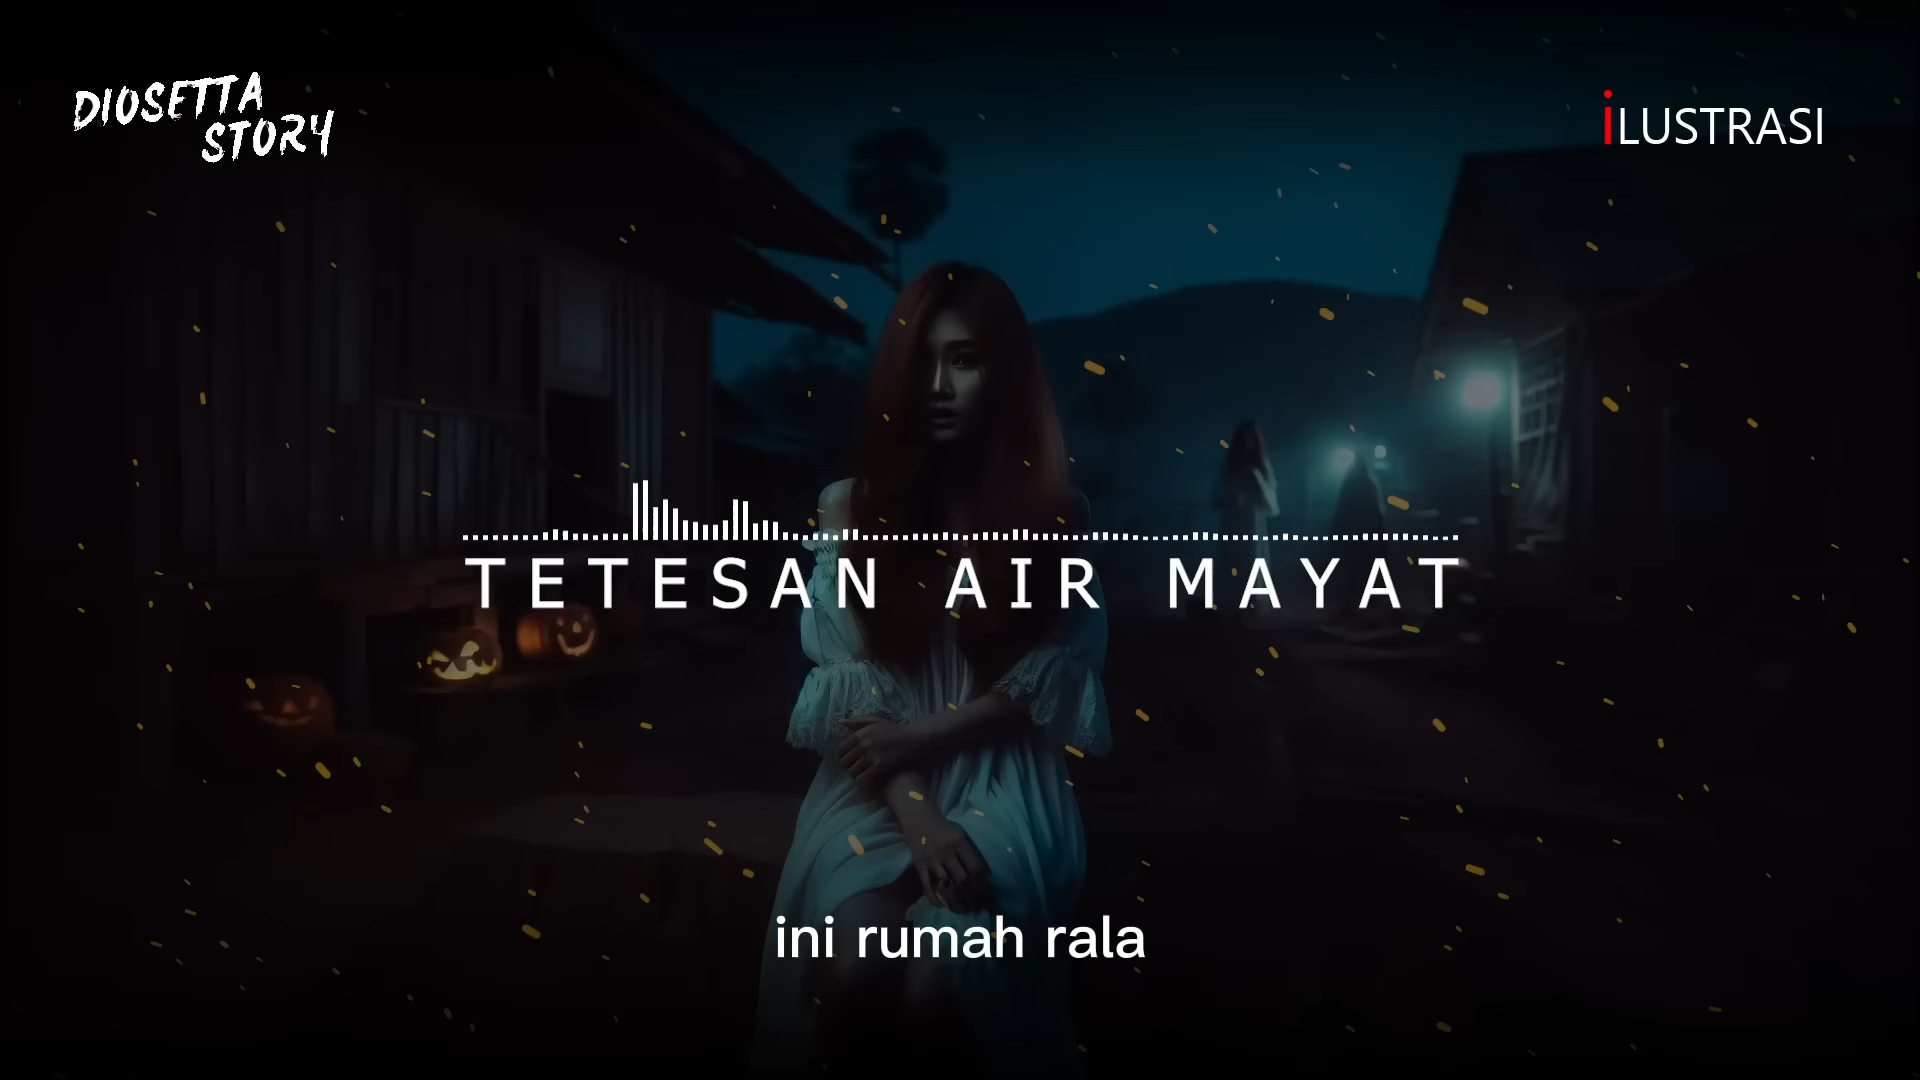 DIOSETTA
STORY
iLUSTRASI
TETESAN AIR MAYAT
ini rumah rala